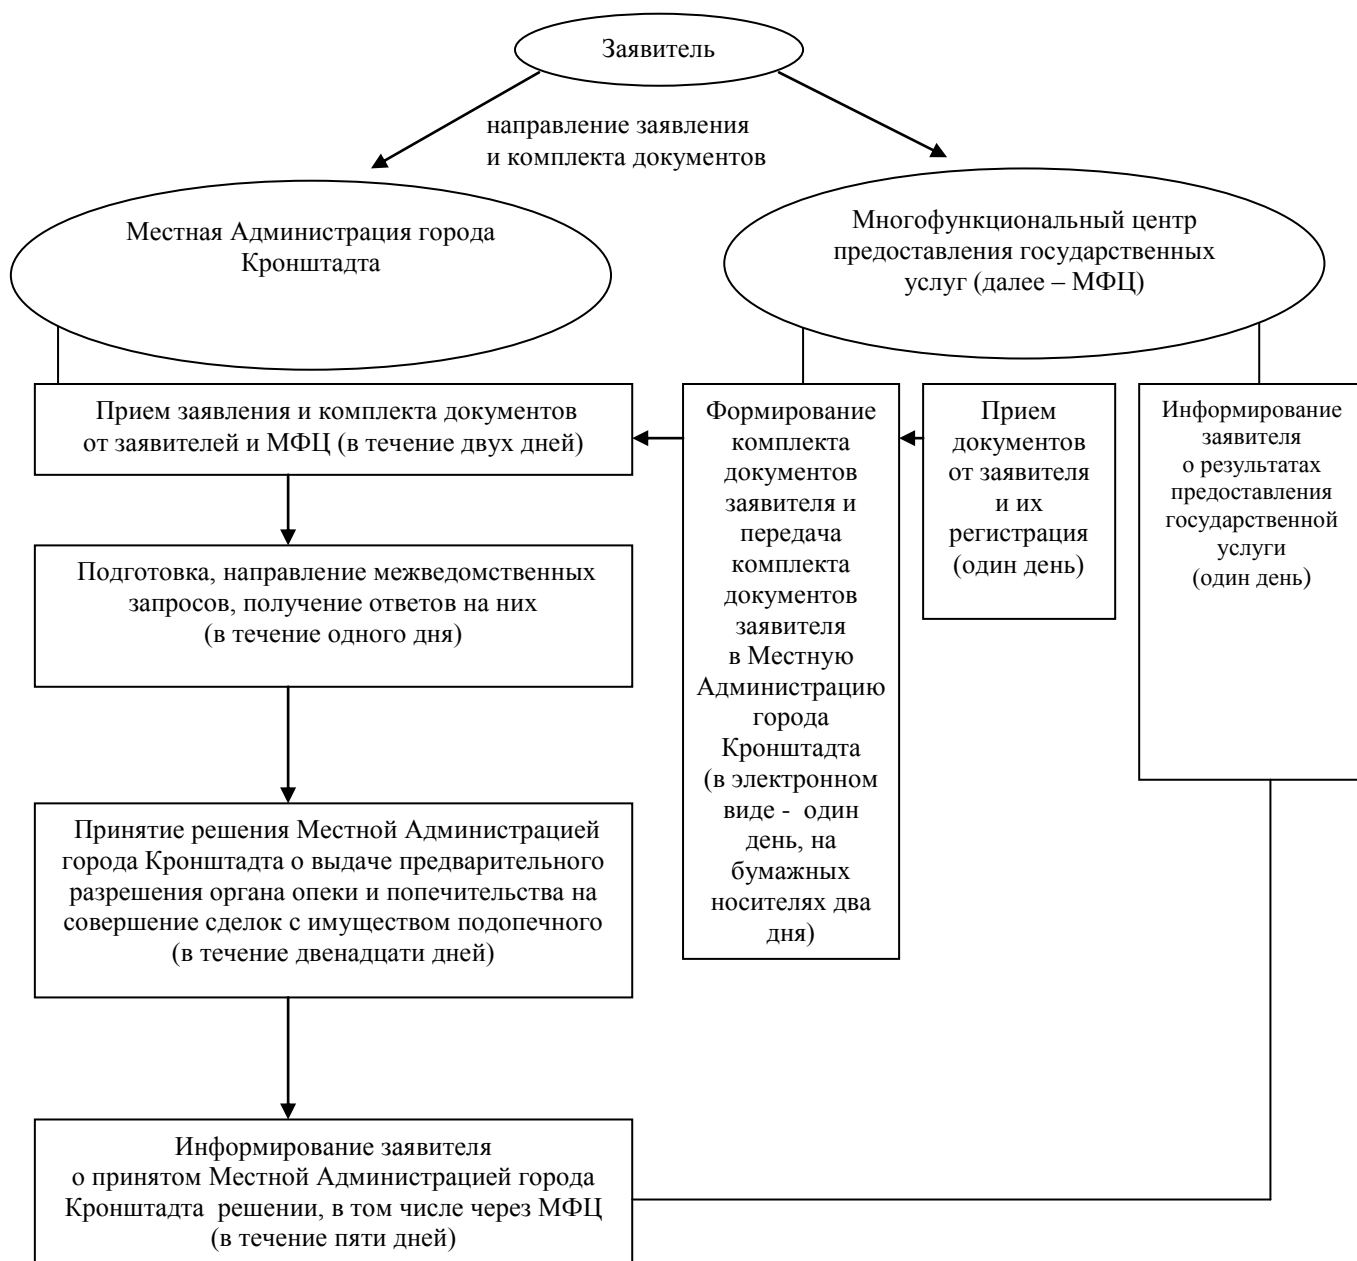 Заявитель
направление заявления
и комплекта документов
Местная Администрация города
Кронштадта
Многофункциональный центр
предоставления государственных
услуг (далее – МФЦ)
Прием заявления и комплекта документов
от заявителей и МФЦ (в течение двух дней)
Формирование
комплекта
документов
заявителя и
передача
комплекта
документов
заявителя
в Местную
Администрацию
города
Кронштадта
(в электронном
виде - один
день, на
бумажных
носителях два
дня)
Прием
документов
от заявителя
и их
регистрация
(один день)
Информирование
заявителя
о результатах
предоставления
государственной
услуги
(один день)
Подготовка, направление межведомственных
запросов, получение ответов на них
(в течение одного дня)
Принятие решения Местной Администрацией
города Кронштадта о выдаче предварительного
разрешения органа опеки и попечительства на
совершение сделок с имуществом подопечного
(в течение двенадцати дней)
Информирование заявителя
о принятом Местной Администрацией города
Кронштадта решении, в том числе через МФЦ
(в течение пяти дней)